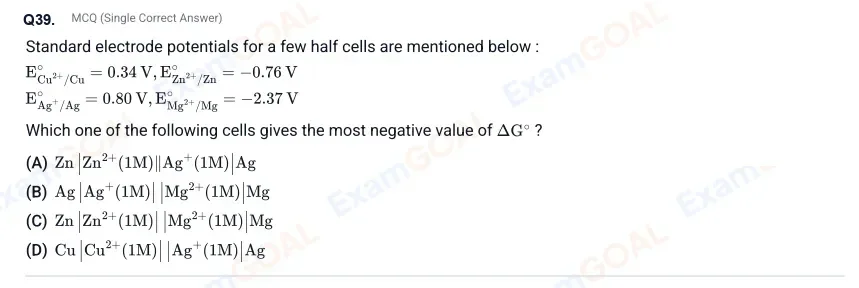 Q39. MCQ (Single Correct Answer)
Standard electrode potentials for a few half cells are mentioned below :
E°Cu²⁺/Cu = 0.34 V, E°Zn²⁺/Zn = −0.76 V
E°Ag⁺/Ag = 0.80 V, E°Mg²⁺/Mg = −2.37 V
Which one of the following cells gives the most negative value of ΔG° ?
(A) Zn |Zn²⁺(1M)||Ag⁺(1M)|Ag
(B) Ag |Ag⁺(1M)| |Mg²⁺(1M)|Mg
(C) Zn |Zn²⁺(1M)| |Mg²⁺(1M)|Mg
(D) Cu |Cu²⁺(1M)| |Ag⁺(1M)|Ag
ExamGOAL
ExamGOAL